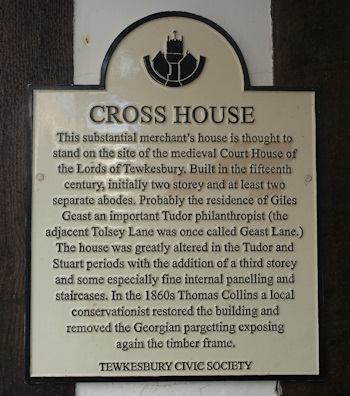 CROSS HOUSE
This substantial merchant's house is thought to
stand on the site of the medieval Court House of
the Lords of Tewkesbury. Built in the fifteenth
century, initially two storey and at least two
separate abodes. Probably the residence of Giles
Geast an important Tudor philanthropist (the
adjacent Tolsey Lane was once called Geast Lane.)
The house was greatly altered in the Tudor and
Stuart periods with the addition of a third storey
and some especially fine internal panelling and
staircases. In the 1860s Thomas Collins a local
conservationist restored the building and
removed the Georgian pargetting exposing
again the timber frame.
TEWKESBURY CIVIC SOCIETY